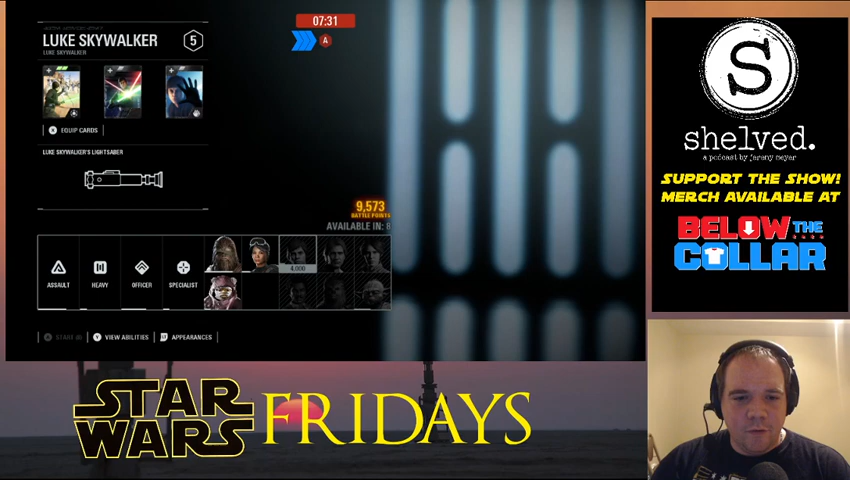 LUKE SKYWALKER
5
LUKE SKYWALKER
EQUIP CARDS
LUKE SKYWALKER'S LIGHTSABER
07:31
A
9,573
BATTLE POINTS
AVAILABLE IN: 8
ASSAULT
HEAVY
OFFICER
SPECIALIST
4,000
START
VIEW ABILITIES
APPEARANCES
STAR WARS
FRIDAYS
S
shelved.
a podcast by jeremy meyer
SUPPORT THE SHOW!
MERCH AVAILABLE AT
BELOW THE
COLLAR